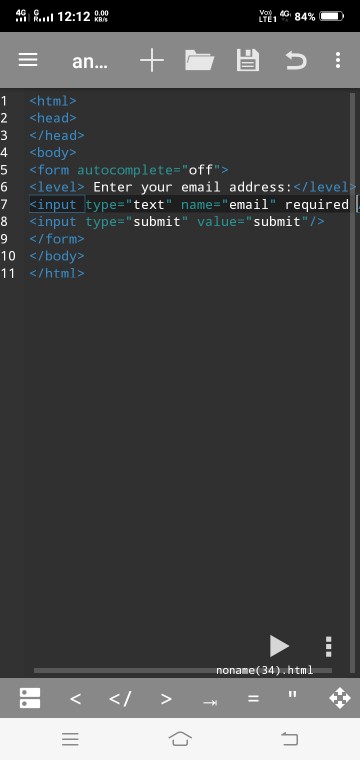 4G G 12:12 0.00 KB/s Vo)) LTE1 4G 84%
an...
1 <html>
2 <head>
3 </head>
4 <body>
5 <form autocomplete="off">
6 <level> Enter your email address:</level>
7 <input type="text" name="email" required
8 <input type="submit" value="submit"/>
9 </form>
10 </body>
11 </html>
noname(34).html
< </ > = "